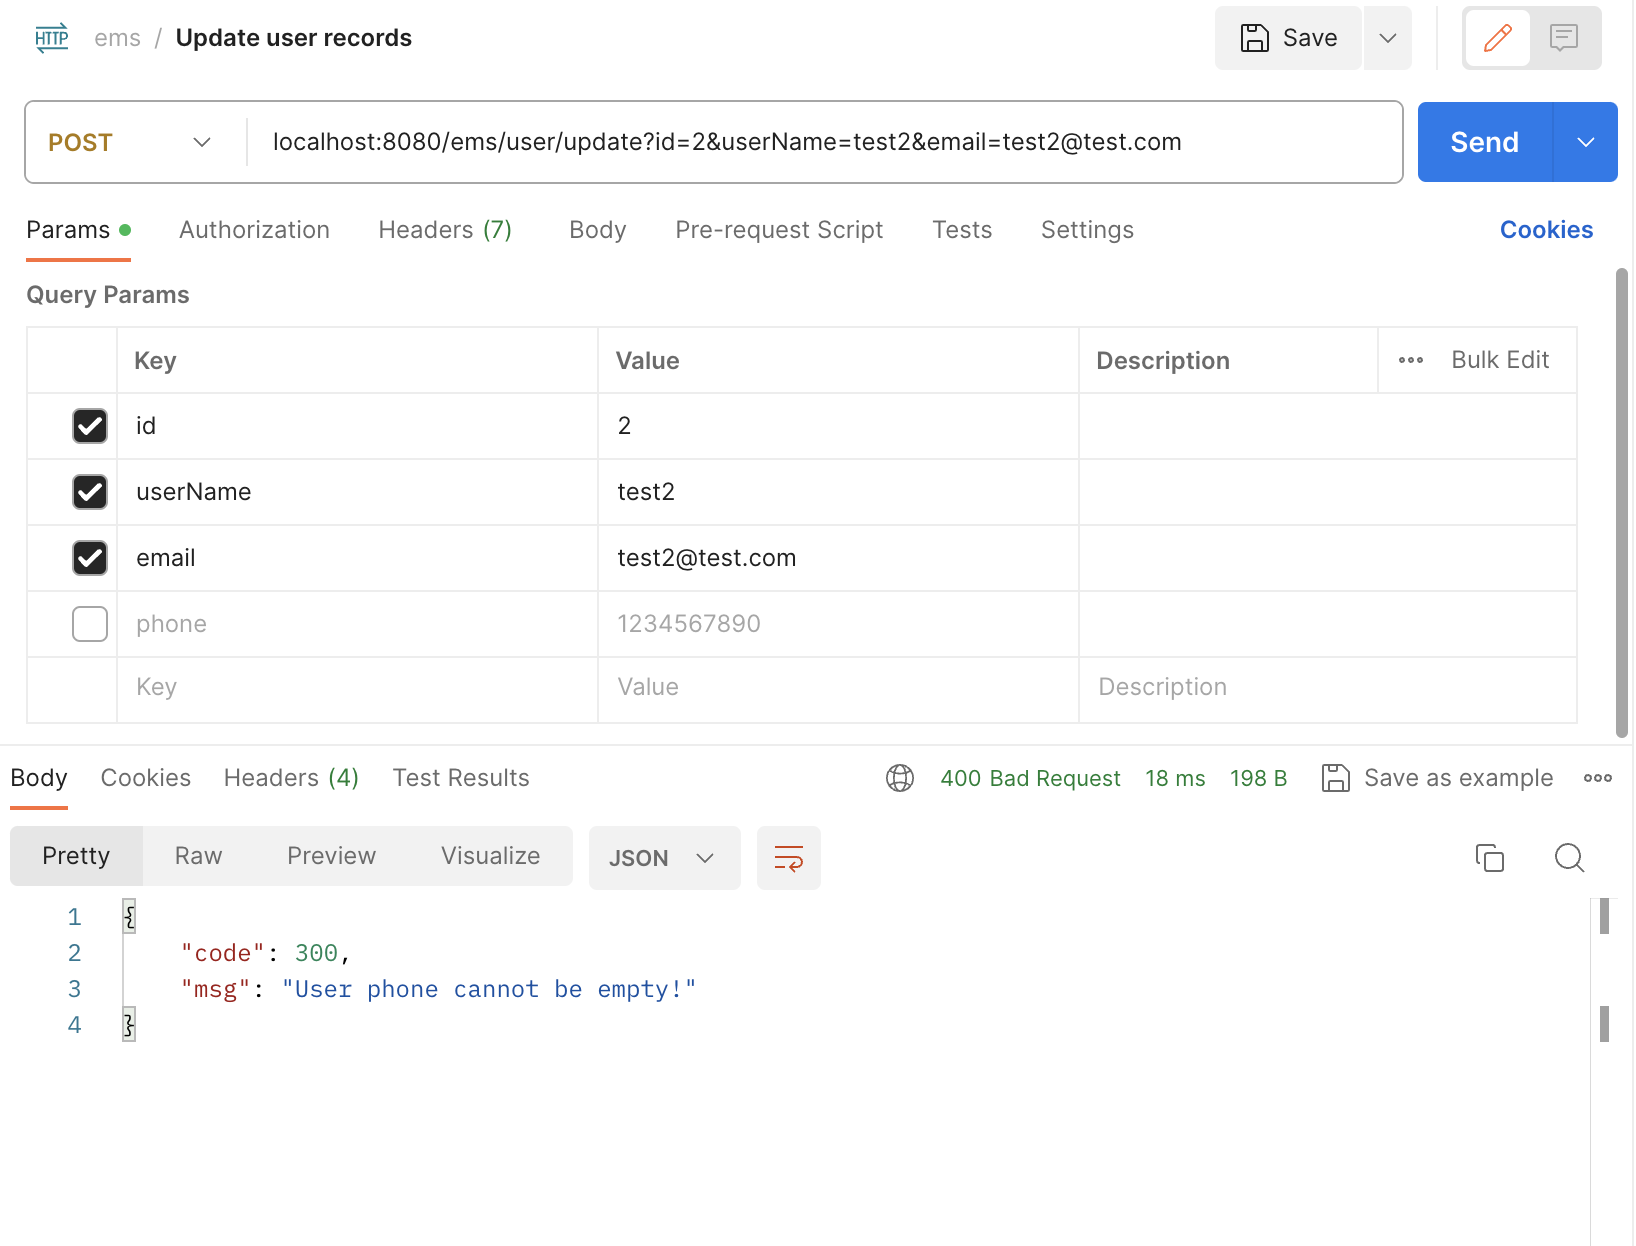 HTTP ems / Update user records Save
POST localhost:8080/ems/user/update?id=2&userName=test2&email=test2@test.com Send
Params Authorization Headers (7) Body Pre-request Script Tests Settings Cookies
Query Params
Key Value Description Bulk Edit
id 2
userName test2
email test2@test.com
phone 1234567890
Key Value Description
Body Cookies Headers (4) Test Results 400 Bad Request 18 ms 198 B Save as example
Pretty Raw Preview Visualize JSON
1 {
2 "code": 300,
3 "msg": "User phone cannot be empty!"
4 }